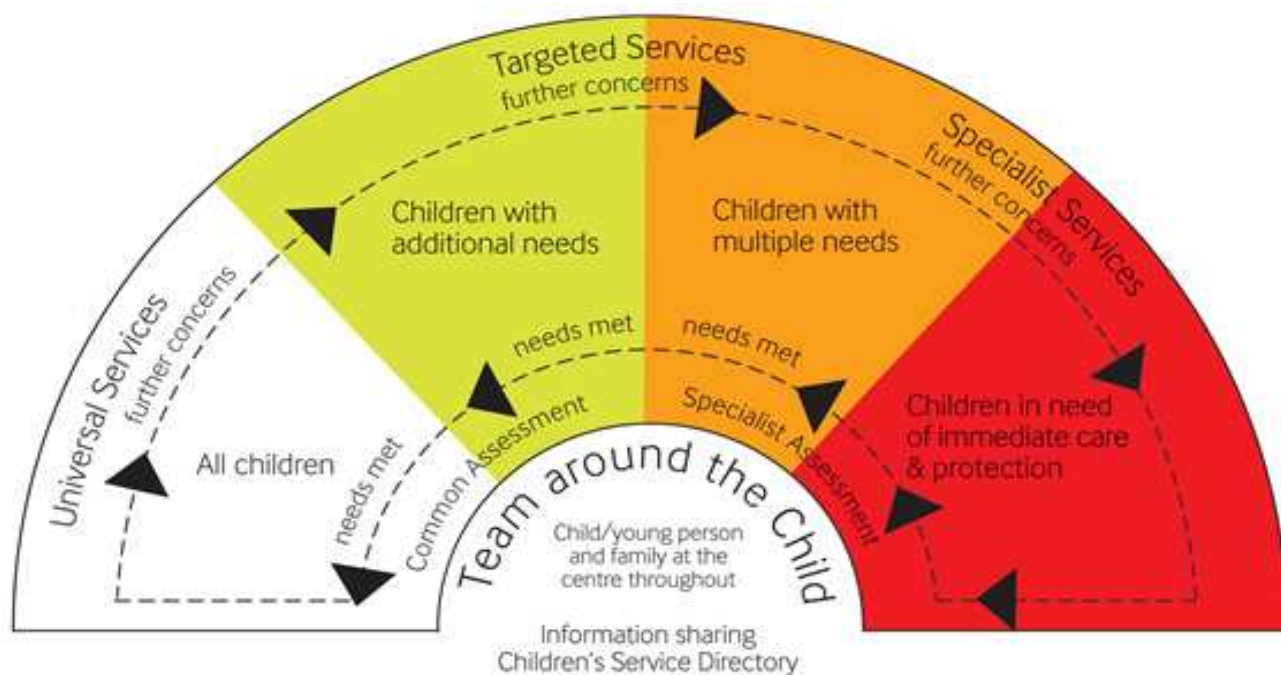 Universal Services
further concerns
All children
needs met
Common Assessment
Targeted Services
further concerns
Children with
additional needs
needs met
Children with
multiple needs
needs met
Specialist Assessment
Specialist Services
further concerns
Children in need
of immediate care
& protection
Team around the Child
Child/young person
and family at the
centre throughout
Information sharing
Children's Service Directory